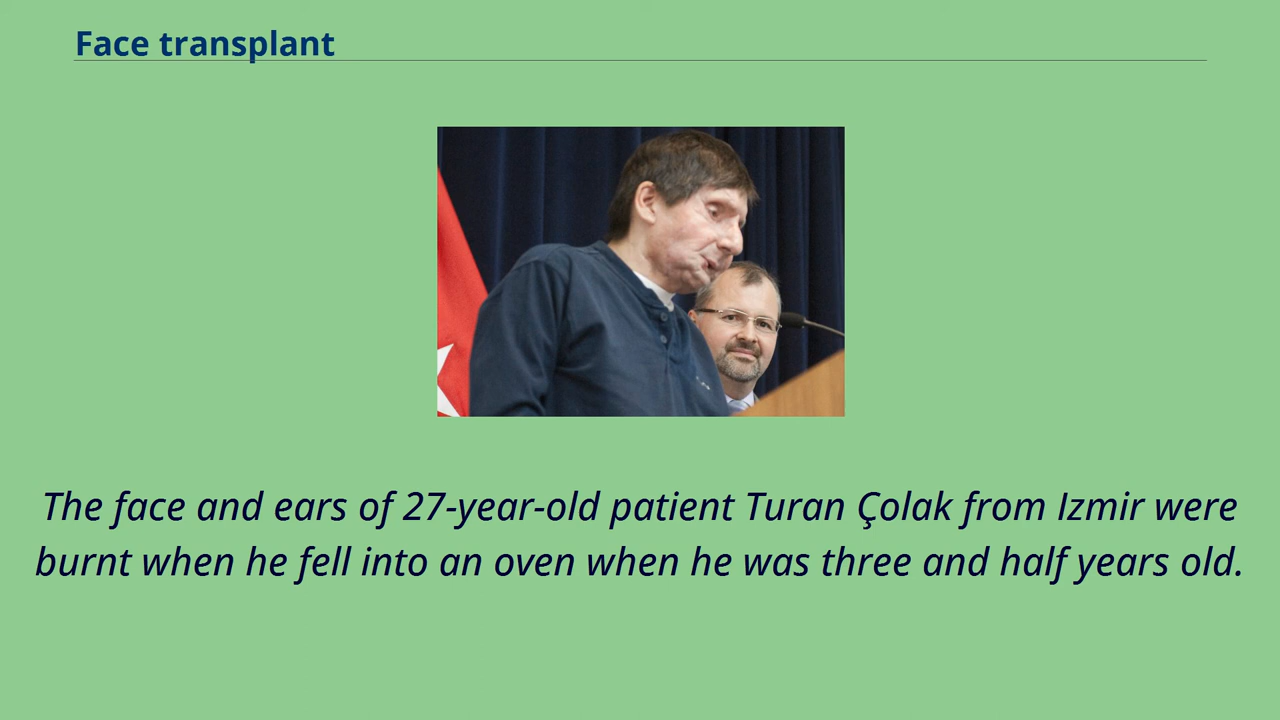 Face transplant
The face and ears of 27-year-old patient Turan Çolak from Izmir were
burnt when he fell into an oven when he was three and half years old.